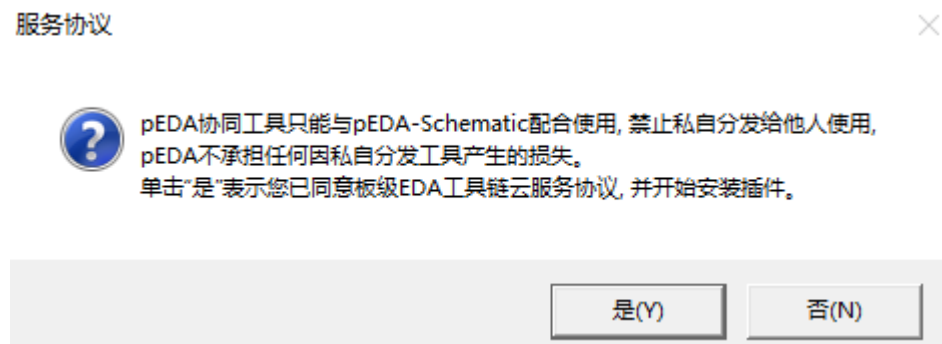 服务协议
pEDA协同工具只能与pEDA-Schematic配合使用, 禁止私自分发给他人使用,
pEDA不承担任何因私自分发工具产生的损失。
单击“是”表示您已同意板级EDA工具链云服务协议, 并开始安装插件。
是(Y)
否(N)